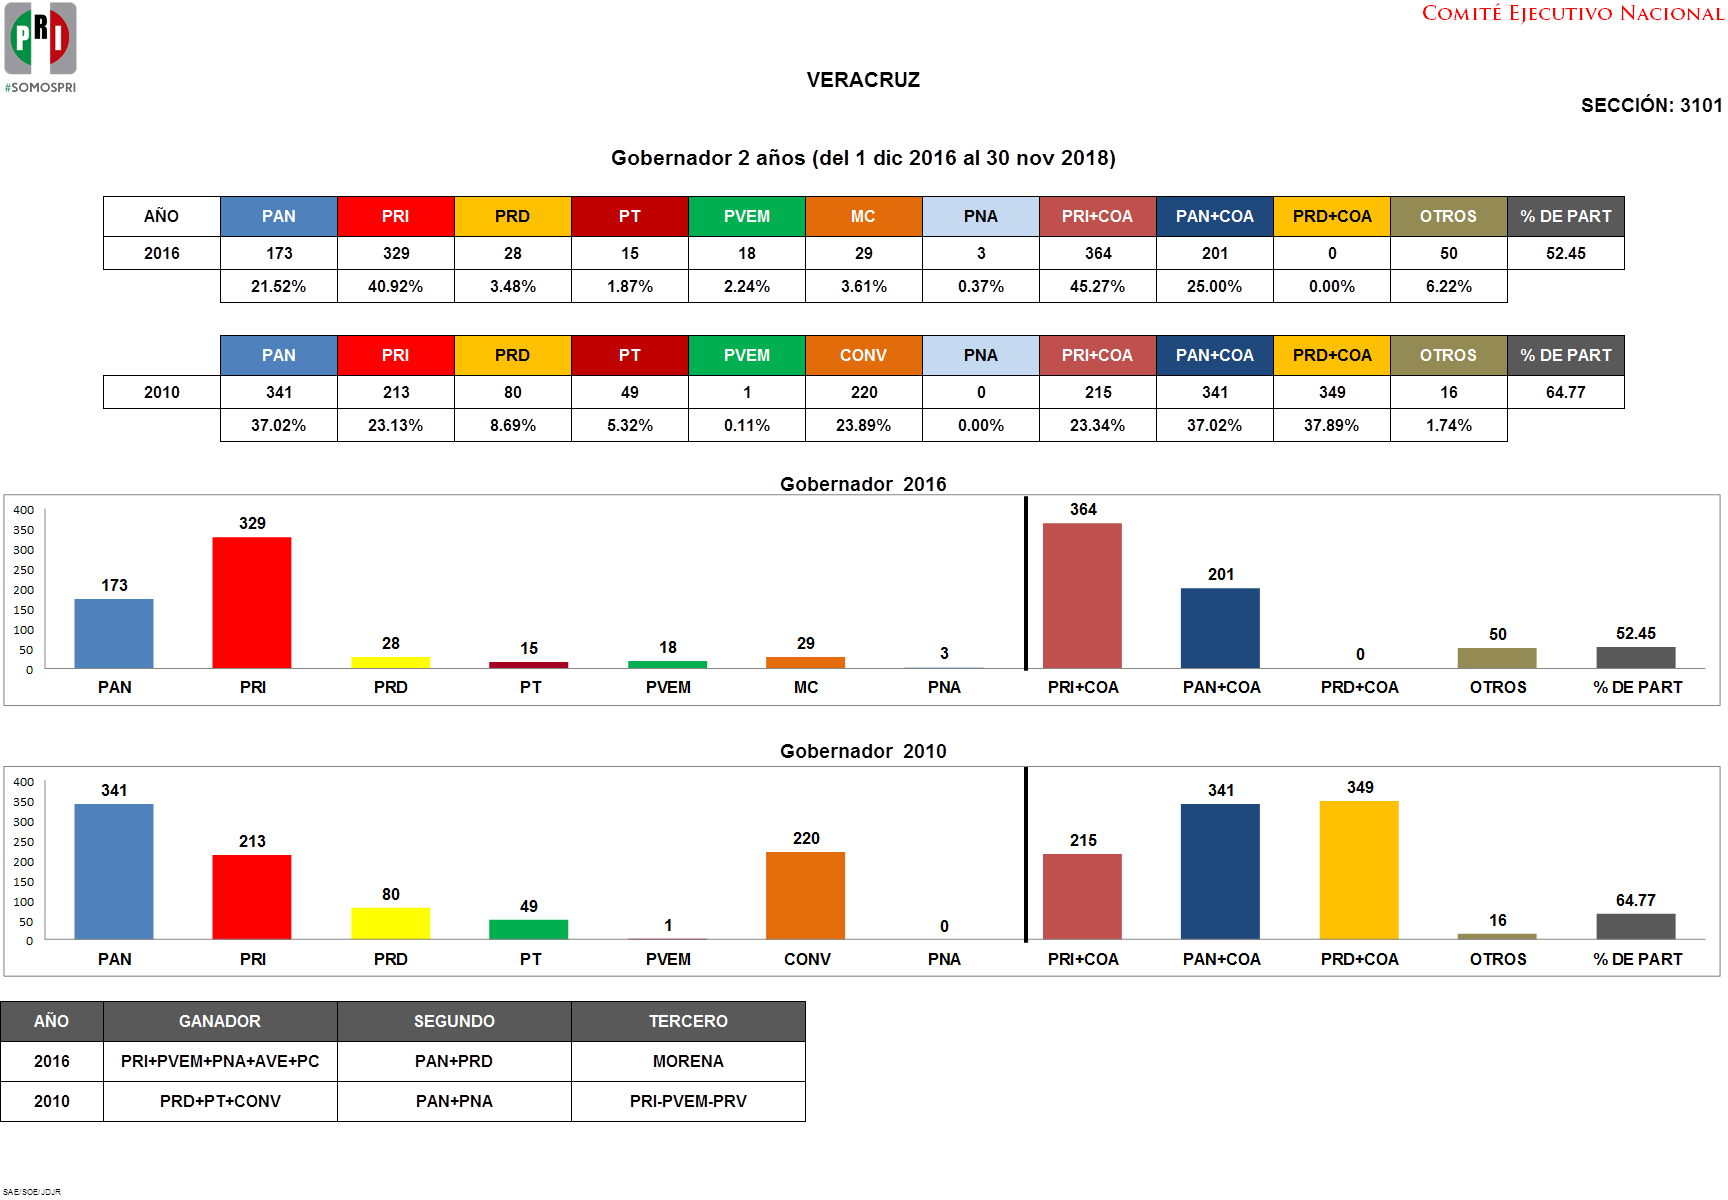 PRI
#SOMOSPRI
COMITÉ EJECUTIVO NACIONAL
VERACRUZ
SECCIÓN: 3101
Gobernador 2 años (del 1 dic 2016 al 30 nov 2018)
AÑO PAN PRI PRD PT PVEM MC PNA PRI+COA PAN+COA PRD+COA OTROS % DE PART
2016 173 329 28 15 18 29 3 364 201 0 50 52.45
21.52% 40.92% 3.48% 1.87% 2.24% 3.61% 0.37% 45.27% 25.00% 0.00% 6.22%
PAN PRI PRD PT PVEM CONV PNA PRI+COA PAN+COA PRD+COA OTROS % DE PART
2010 341 213 80 49 1 220 0 215 341 349 16 64.77
37.02% 23.13% 8.69% 5.32% 0.11% 23.89% 0.00% 23.34% 37.02% 37.89% 1.74%
Gobernador 2016
400
350
300
250
200
150
100
50
0
173 329 28 15 18 29 3 364 201 0 50 52.45
PAN PRI PRD PT PVEM MC PNA PRI+COA PAN+COA PRD+COA OTROS % DE PART
Gobernador 2010
400
350
300
250
200
150
100
50
0
341 213 80 49 1 220 0 215 341 349 16 64.77
PAN PRI PRD PT PVEM CONV PNA PRI+COA PAN+COA PRD+COA OTROS % DE PART
AÑO GANADOR SEGUNDO TERCERO
2016 PRI+PVEM+PNA+AVE+PC PAN+PRD MORENA
2010 PRD+PT+CONV PAN+PNA PRI-PVEM-PRV
SAE/SOE/JDJR